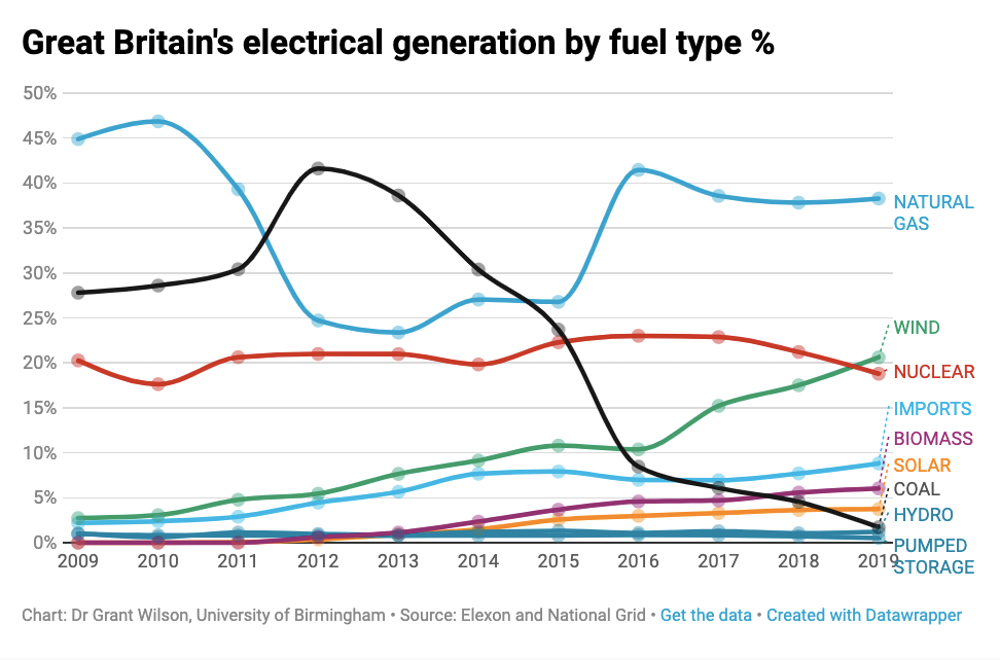 Great Britain's electrical generation by fuel type %
50%
45%
40%
35%
30%
25%
20%
15%
10%
5%
0%
NATURAL
GAS
WIND
NUCLEAR
IMPORTS
BIOMASS
SOLAR
COAL
HYDRO
PUMPED
STORAGE
2009 2010 2011 2012 2013 2014 2015 2016 2017 2018 2019
Chart: Dr Grant Wilson, University of Birmingham • Source: Elexon and National Grid • Get the data • Created with Datawrapper